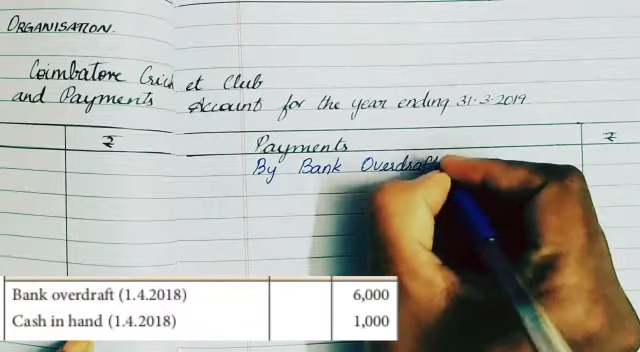 ORGANISATION.
Coimbatore Crick et Club
and Payments Account for the year ending 31-3-2019
₹ Payments ₹
By Bank Overdraft
Bank overdraft (1.4.2018) 6,000
Cash in hand (1.4.2018) 1,000